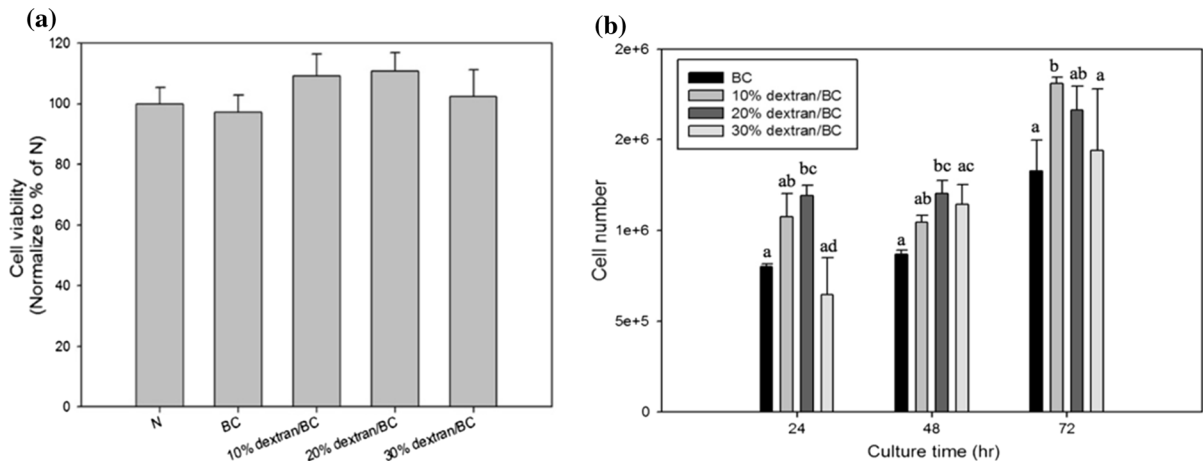 (a)
120
100
80
60
40
20
0
Cell viability
(Normalize to % of N)
N
BC
10% dextran/BC
20% dextran/BC
30% dextran/BC
(b)
2e+6
2e+6
1e+6
5e+5
0
Cell number
BC
10% dextran/BC
20% dextran/BC
30% dextran/BC
a
ab
bc
ad
a
ab
bc
ac
a
b
ab
a
24
48
72
Culture time (hr)